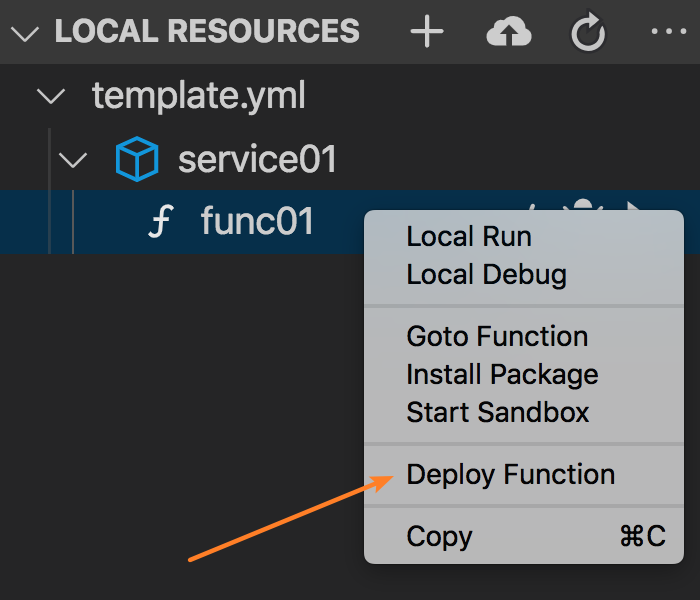 LOCAL RESOURCES
template.yml
service01
func01
Local Run
Local Debug
Goto Function
Install Package
Start Sandbox
Deploy Function
Copy ⌘C